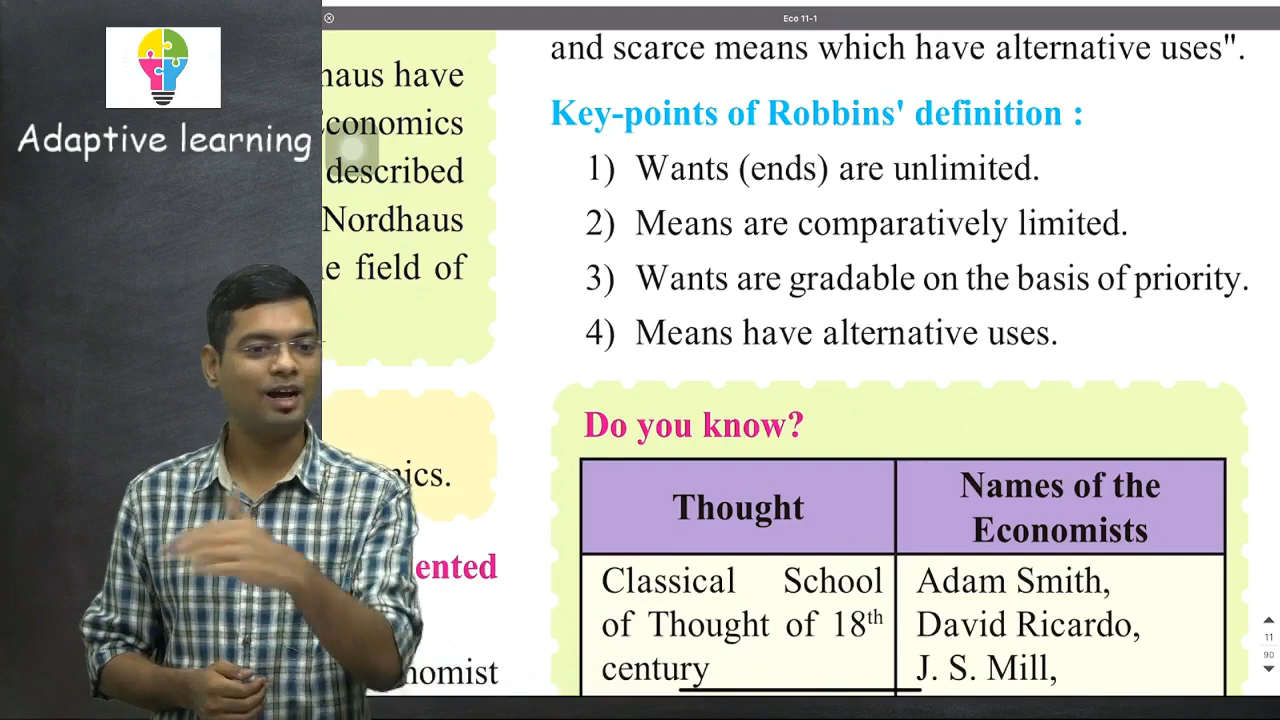 Eco 11-1
Adaptive learning
haus have
Economics
described
Nordhaus
e field of
ics.
ented
nomist
and scarce means which have alternative uses".
Key-points of Robbins' definition :
1) Wants (ends) are unlimited.
2) Means are comparatively limited.
3) Wants are gradable on the basis of priority.
4) Means have alternative uses.
Do you know?
Thought
Names of the
Economists
Classical School
of Thought of 18th
century
Adam Smith,
David Ricardo,
J. S. Mill,
11
90